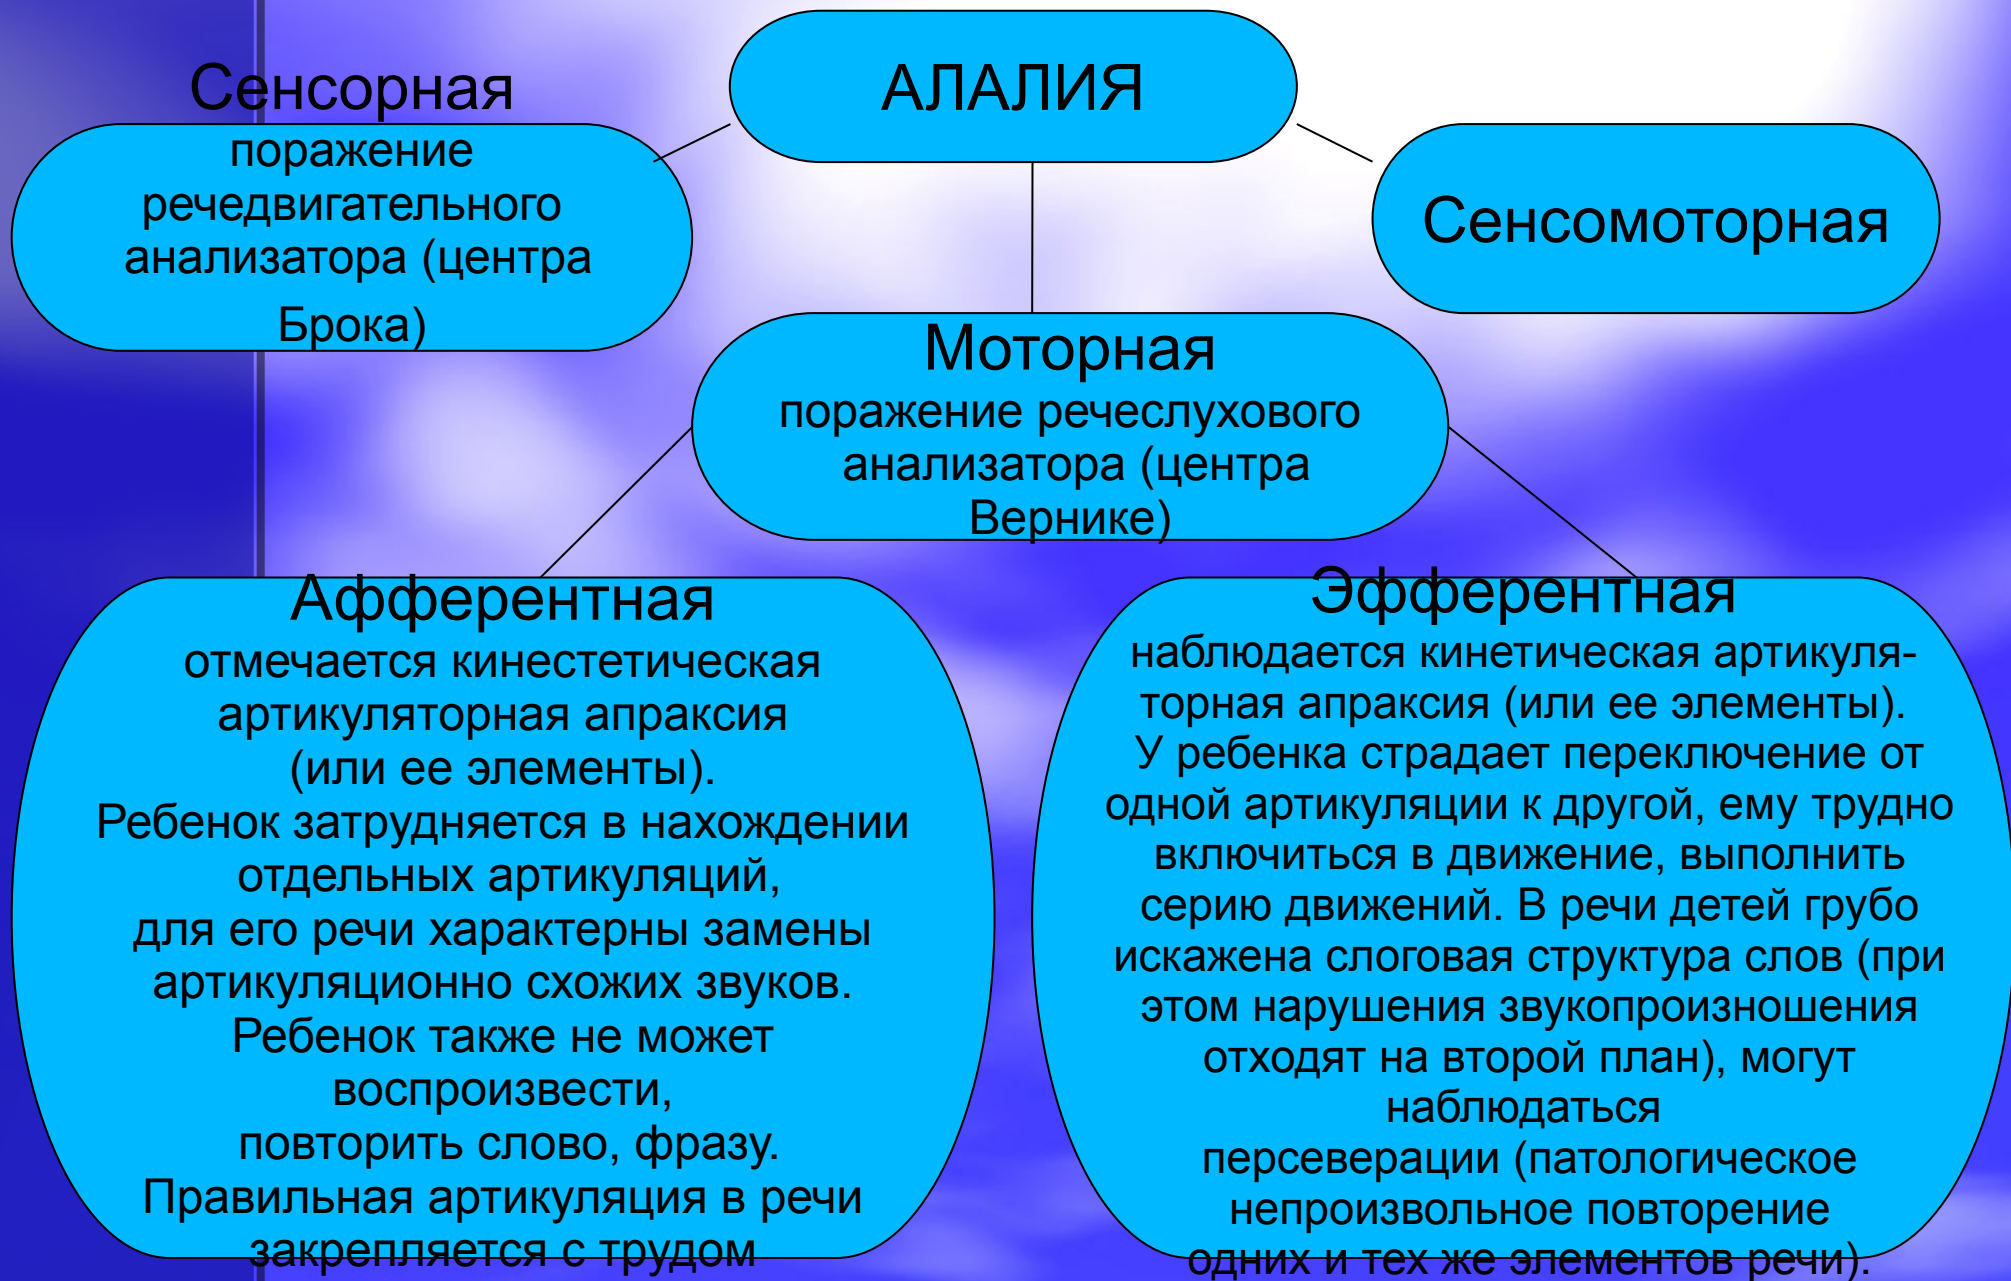 АЛАЛИЯ
Сенсорная
поражение
речедвигательного
анализатора (центра
Брока)
Сенсомоторная
Моторная
поражение речеслухового
анализатора (центра
Вернике)
Афферентная
отмечается кинестетическая
артикуляторная апраксия
(или ее элементы).
Ребенок затрудняется в нахождении
отдельных артикуляций,
для его речи характерны замены
артикуляционно схожих звуков.
Ребенок также не может
воспроизвести,
повторить слово, фразу.
Правильная артикуляция в речи
закрепляется с трудом
Эфферентная
наблюдается кинетическая артикуля-
торная апраксия (или ее элементы).
У ребенка страдает переключение от
одной артикуляции к другой, ему трудно
включиться в движение, выполнить
серию движений. В речи детей грубо
искажена слоговая структура слов (при
этом нарушения звукопроизношения
отходят на второй план), могут
наблюдаться
персеверации (патологическое
непроизвольное повторение
одних и тех же элементов речи).